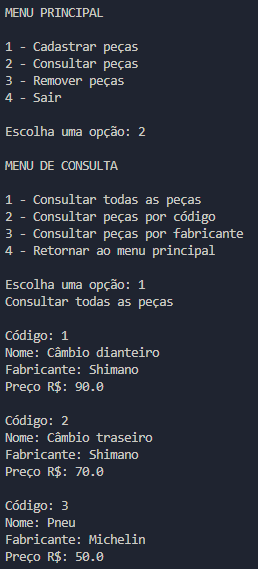 MENU PRINCIPAL
1 - Cadastrar peças
2 - Consultar peças
3 - Remover peças
4 - Sair
Escolha uma opção: 2
MENU DE CONSULTA
1 - Consultar todas as peças
2 - Consultar peças por código
3 - Consultar peças por fabricante
4 - Retornar ao menu principal
Escolha uma opção: 1
Consultar todas as peças
Código: 1
Nome: Câmbio dianteiro
Fabricante: Shimano
Preço R$: 90.0
Código: 2
Nome: Câmbio traseiro
Fabricante: Shimano
Preço R$: 70.0
Código: 3
Nome: Pneu
Fabricante: Michelin
Preço R$: 50.0